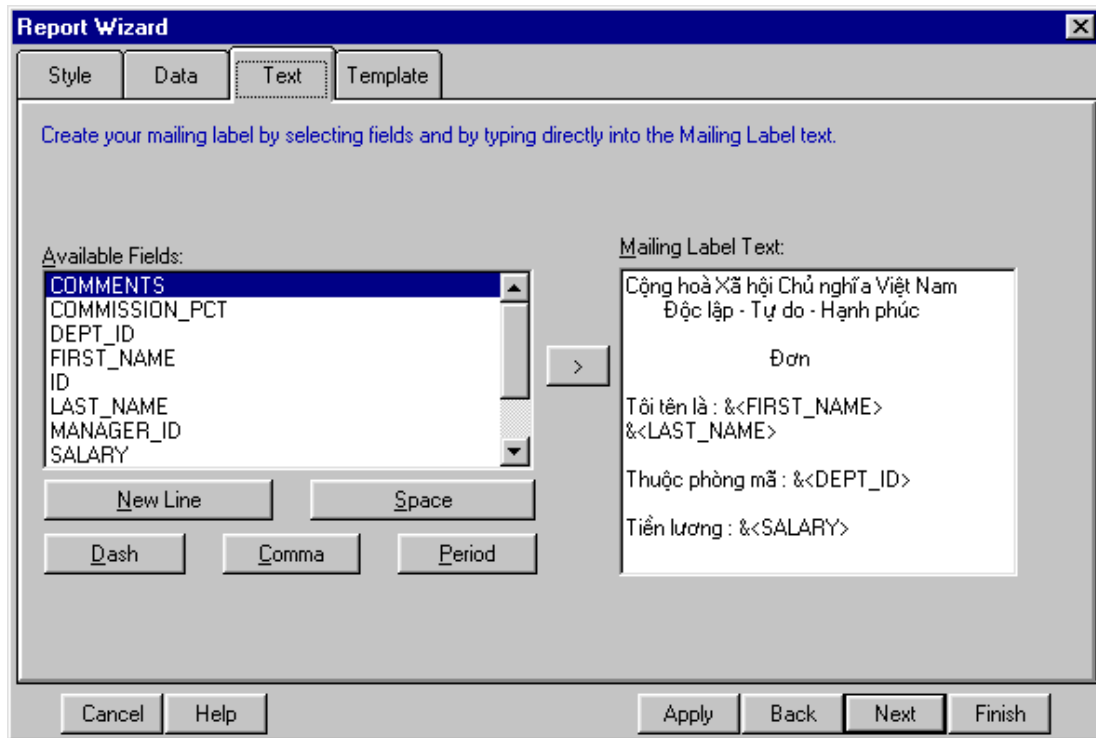 Report Wizard
Style
Data
Text
Template
Create your mailing label by selecting fields and by typing directly into the Mailing Label text.
Available Fields:
COMMENTS
COMMISSION_PCT
DEPT_ID
FIRST_NAME
ID
LAST_NAME
MANAGER_ID
SALARY
New Line
Space
Dash
Comma
Period
>
Mailing Label Text:
Cộng hoà Xã hội Chủ nghĩa Việt Nam
Độc lập - Tự do - Hạnh phúc
Đơn
Tôi tên là : &<FIRST_NAME>
&<LAST_NAME>
Thuộc phòng mã : &<DEPT_ID>
Tiền lương : &<SALARY>
Cancel
Help
Apply
Back
Next
Finish